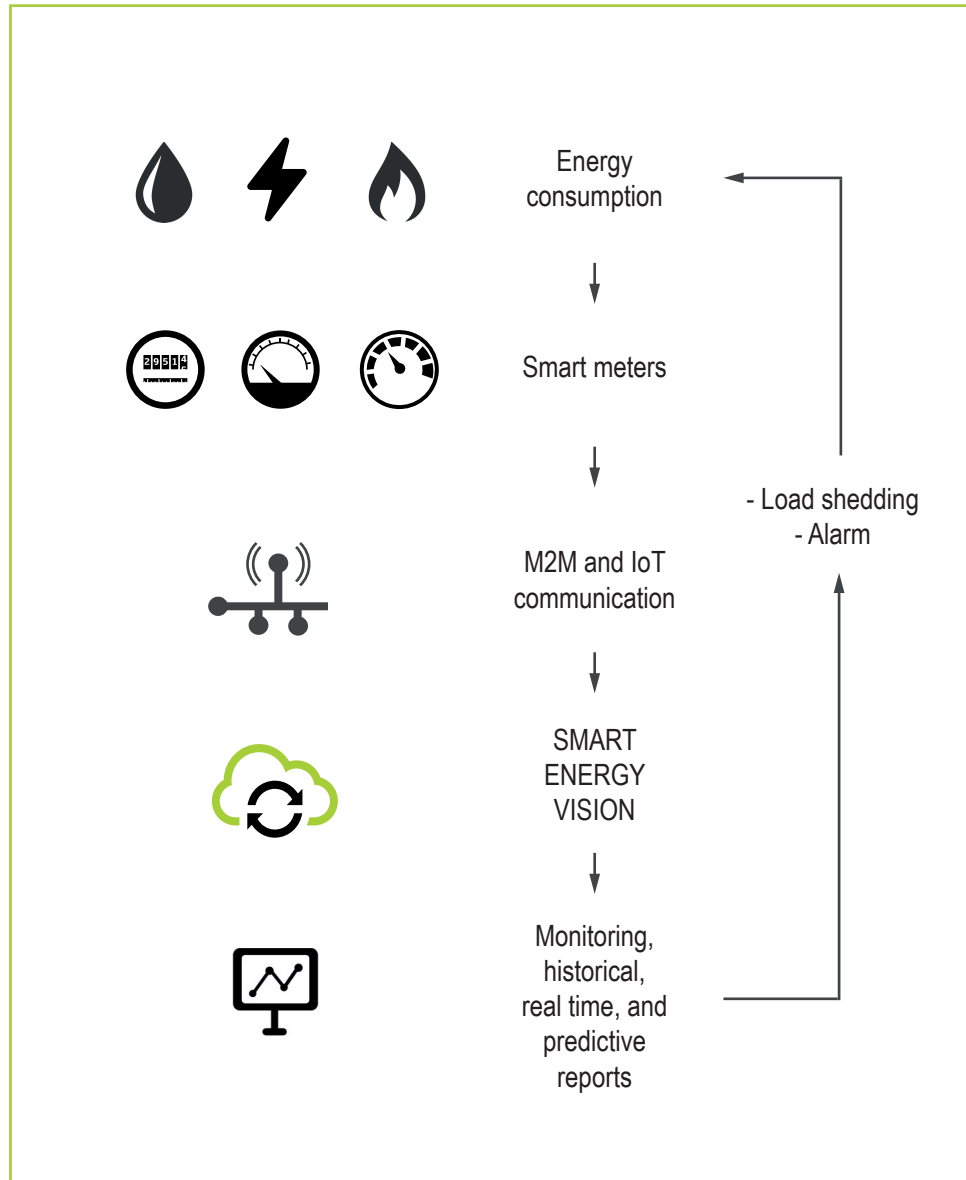 Energy
consumption
29514
Smart meters
- Load shedding
- Alarm
M2M and IoT
communication
SMART
ENERGY
VISION
Monitoring,
historical,
real time, and
predictive
reports